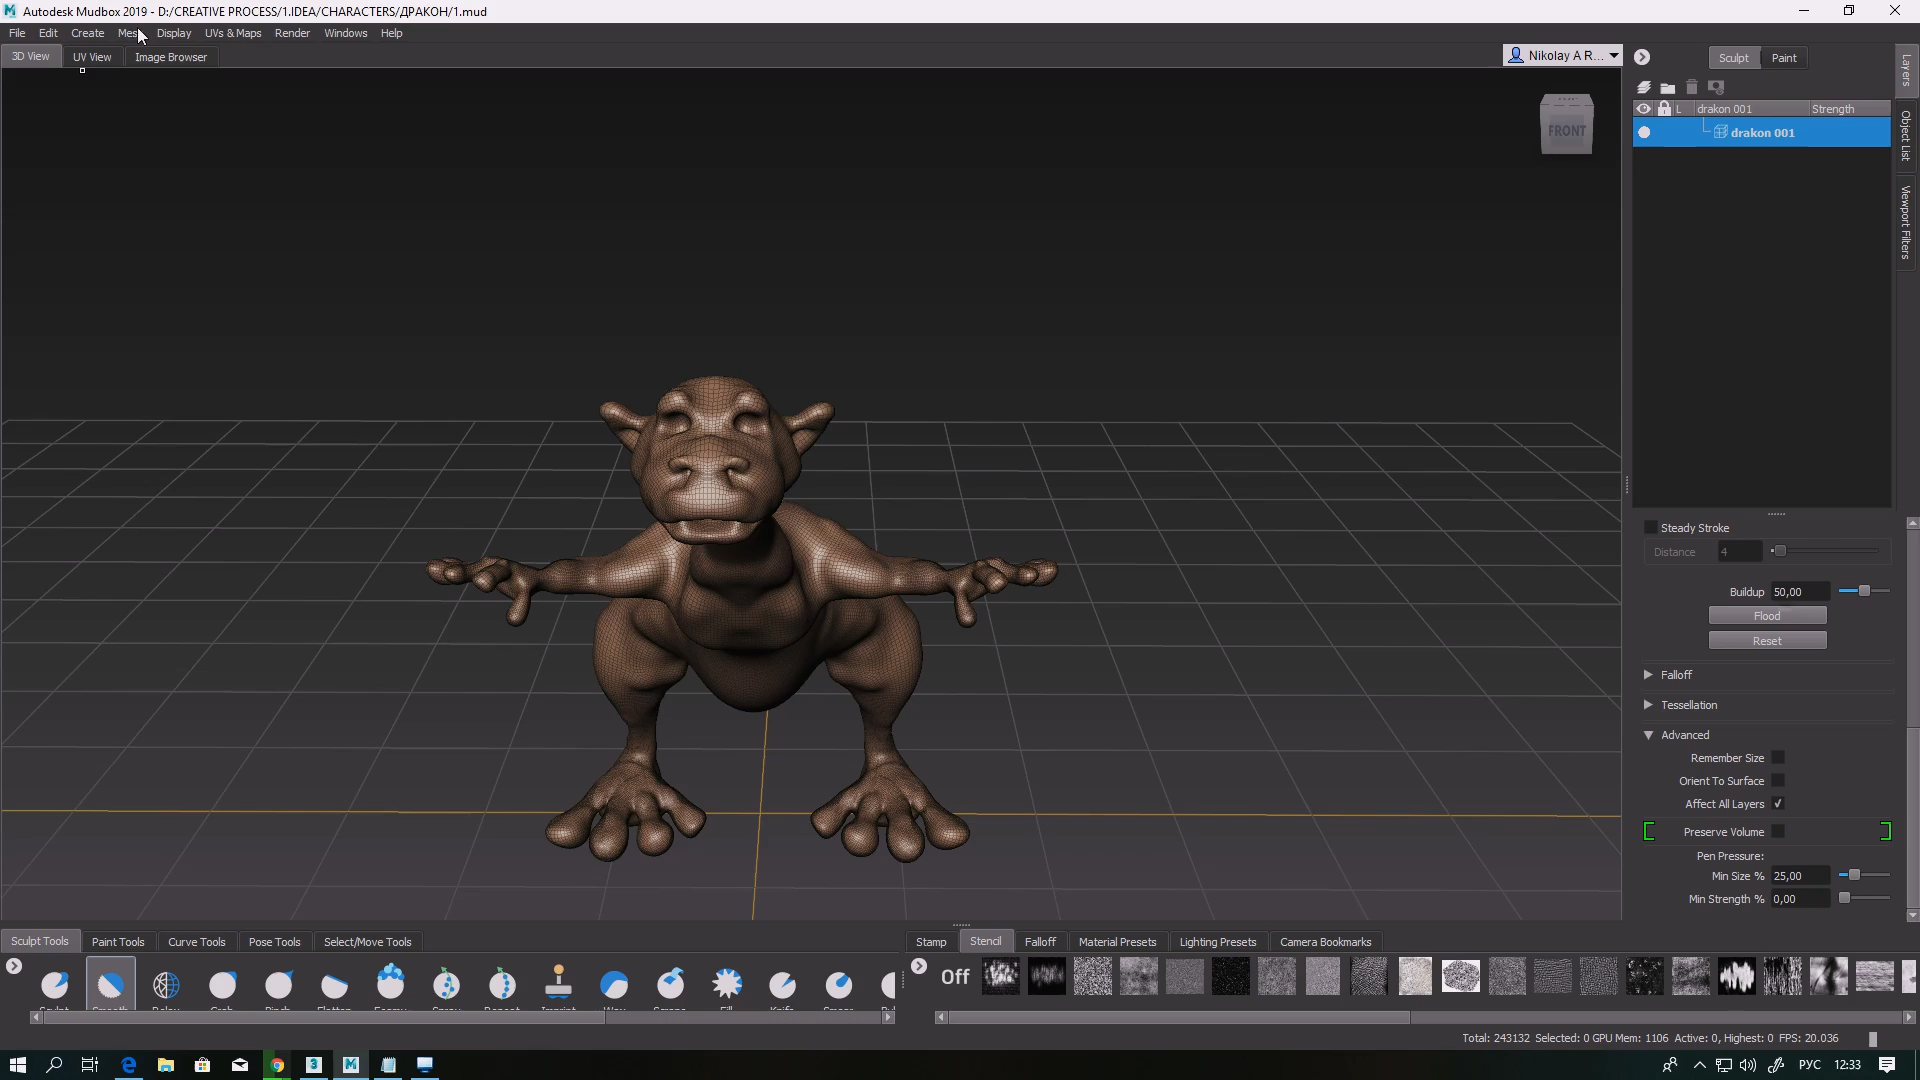 Autodesk Mudbox 2019 - D:/CREATIVE PROCESS/1.IDEA/CHARACTERS/ДРАКОН/1.mud
File Edit Create Display UVs & Maps Render Windows Help
3D View UV View Image Browser
Nikolay A R...
Sculpt Paint
Layers
L drakon 001 Strength
drakon 001
FRONT
Object List
Viewport Filters
Steady Stroke
Distance 4
Buildup 50,00
Flood
Reset
Falloff
Tessellation
Advanced
Remember Size
Orient To Surface
Affect All Layers
Preserve Volume
Pen Pressure:
Min Size % 25,00
Min Strength % 0,00
Sculpt Tools Paint Tools Curve Tools Pose Tools Select/Move Tools
Stamp Stencil Falloff Material Presets Lighting Presets Camera Bookmarks
Off
Total: 243132 Selected: 0 GPU Mem: 1106 Active: 0, Highest: 0 FPS: 20.036
РУС 12:33